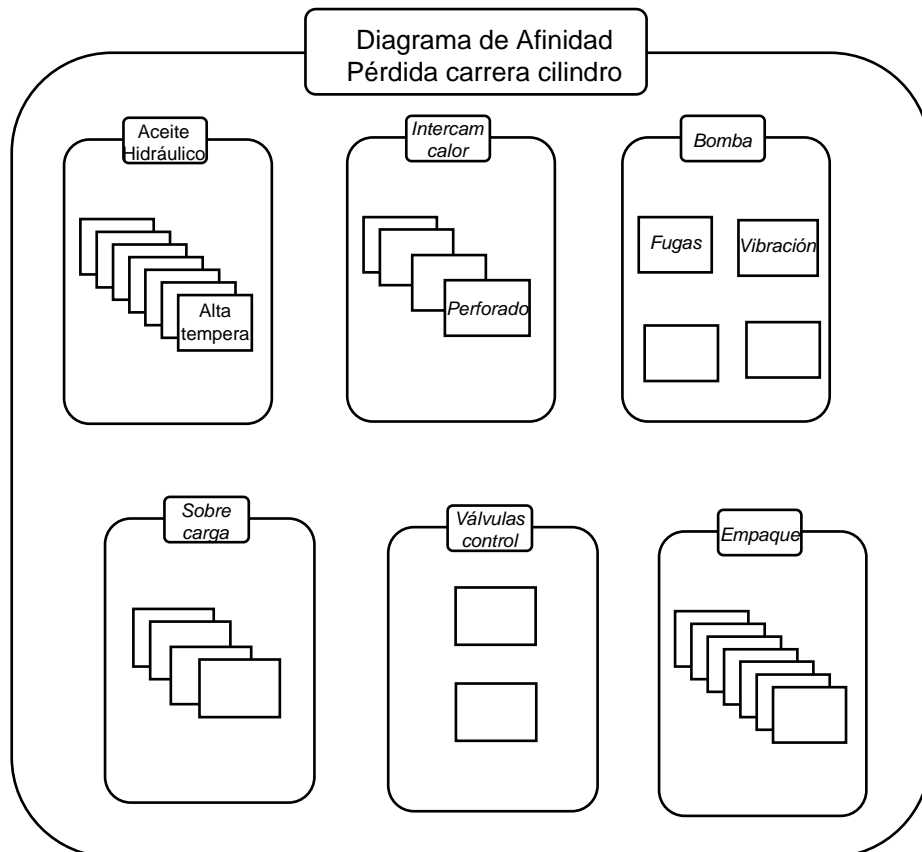 Diagrama de Afinidad
Pérdida carrera cilindro
Aceite
Hidráulico
Intercam
calor
Bomba
Alta
tempera
Perforado
Fugas
Vibración
Sobre
carga
Válvulas
control
Empaque